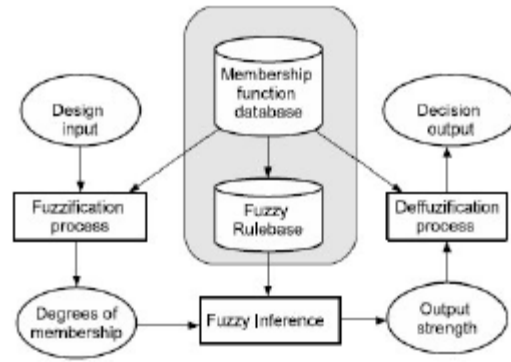 Membership
function
database
Design
input
Decision
output
Fuzzification
process
Fuzzy
Rulebase
Deffuzification
process
Degrees of
membership
Fuzzy Inference
Output
strength